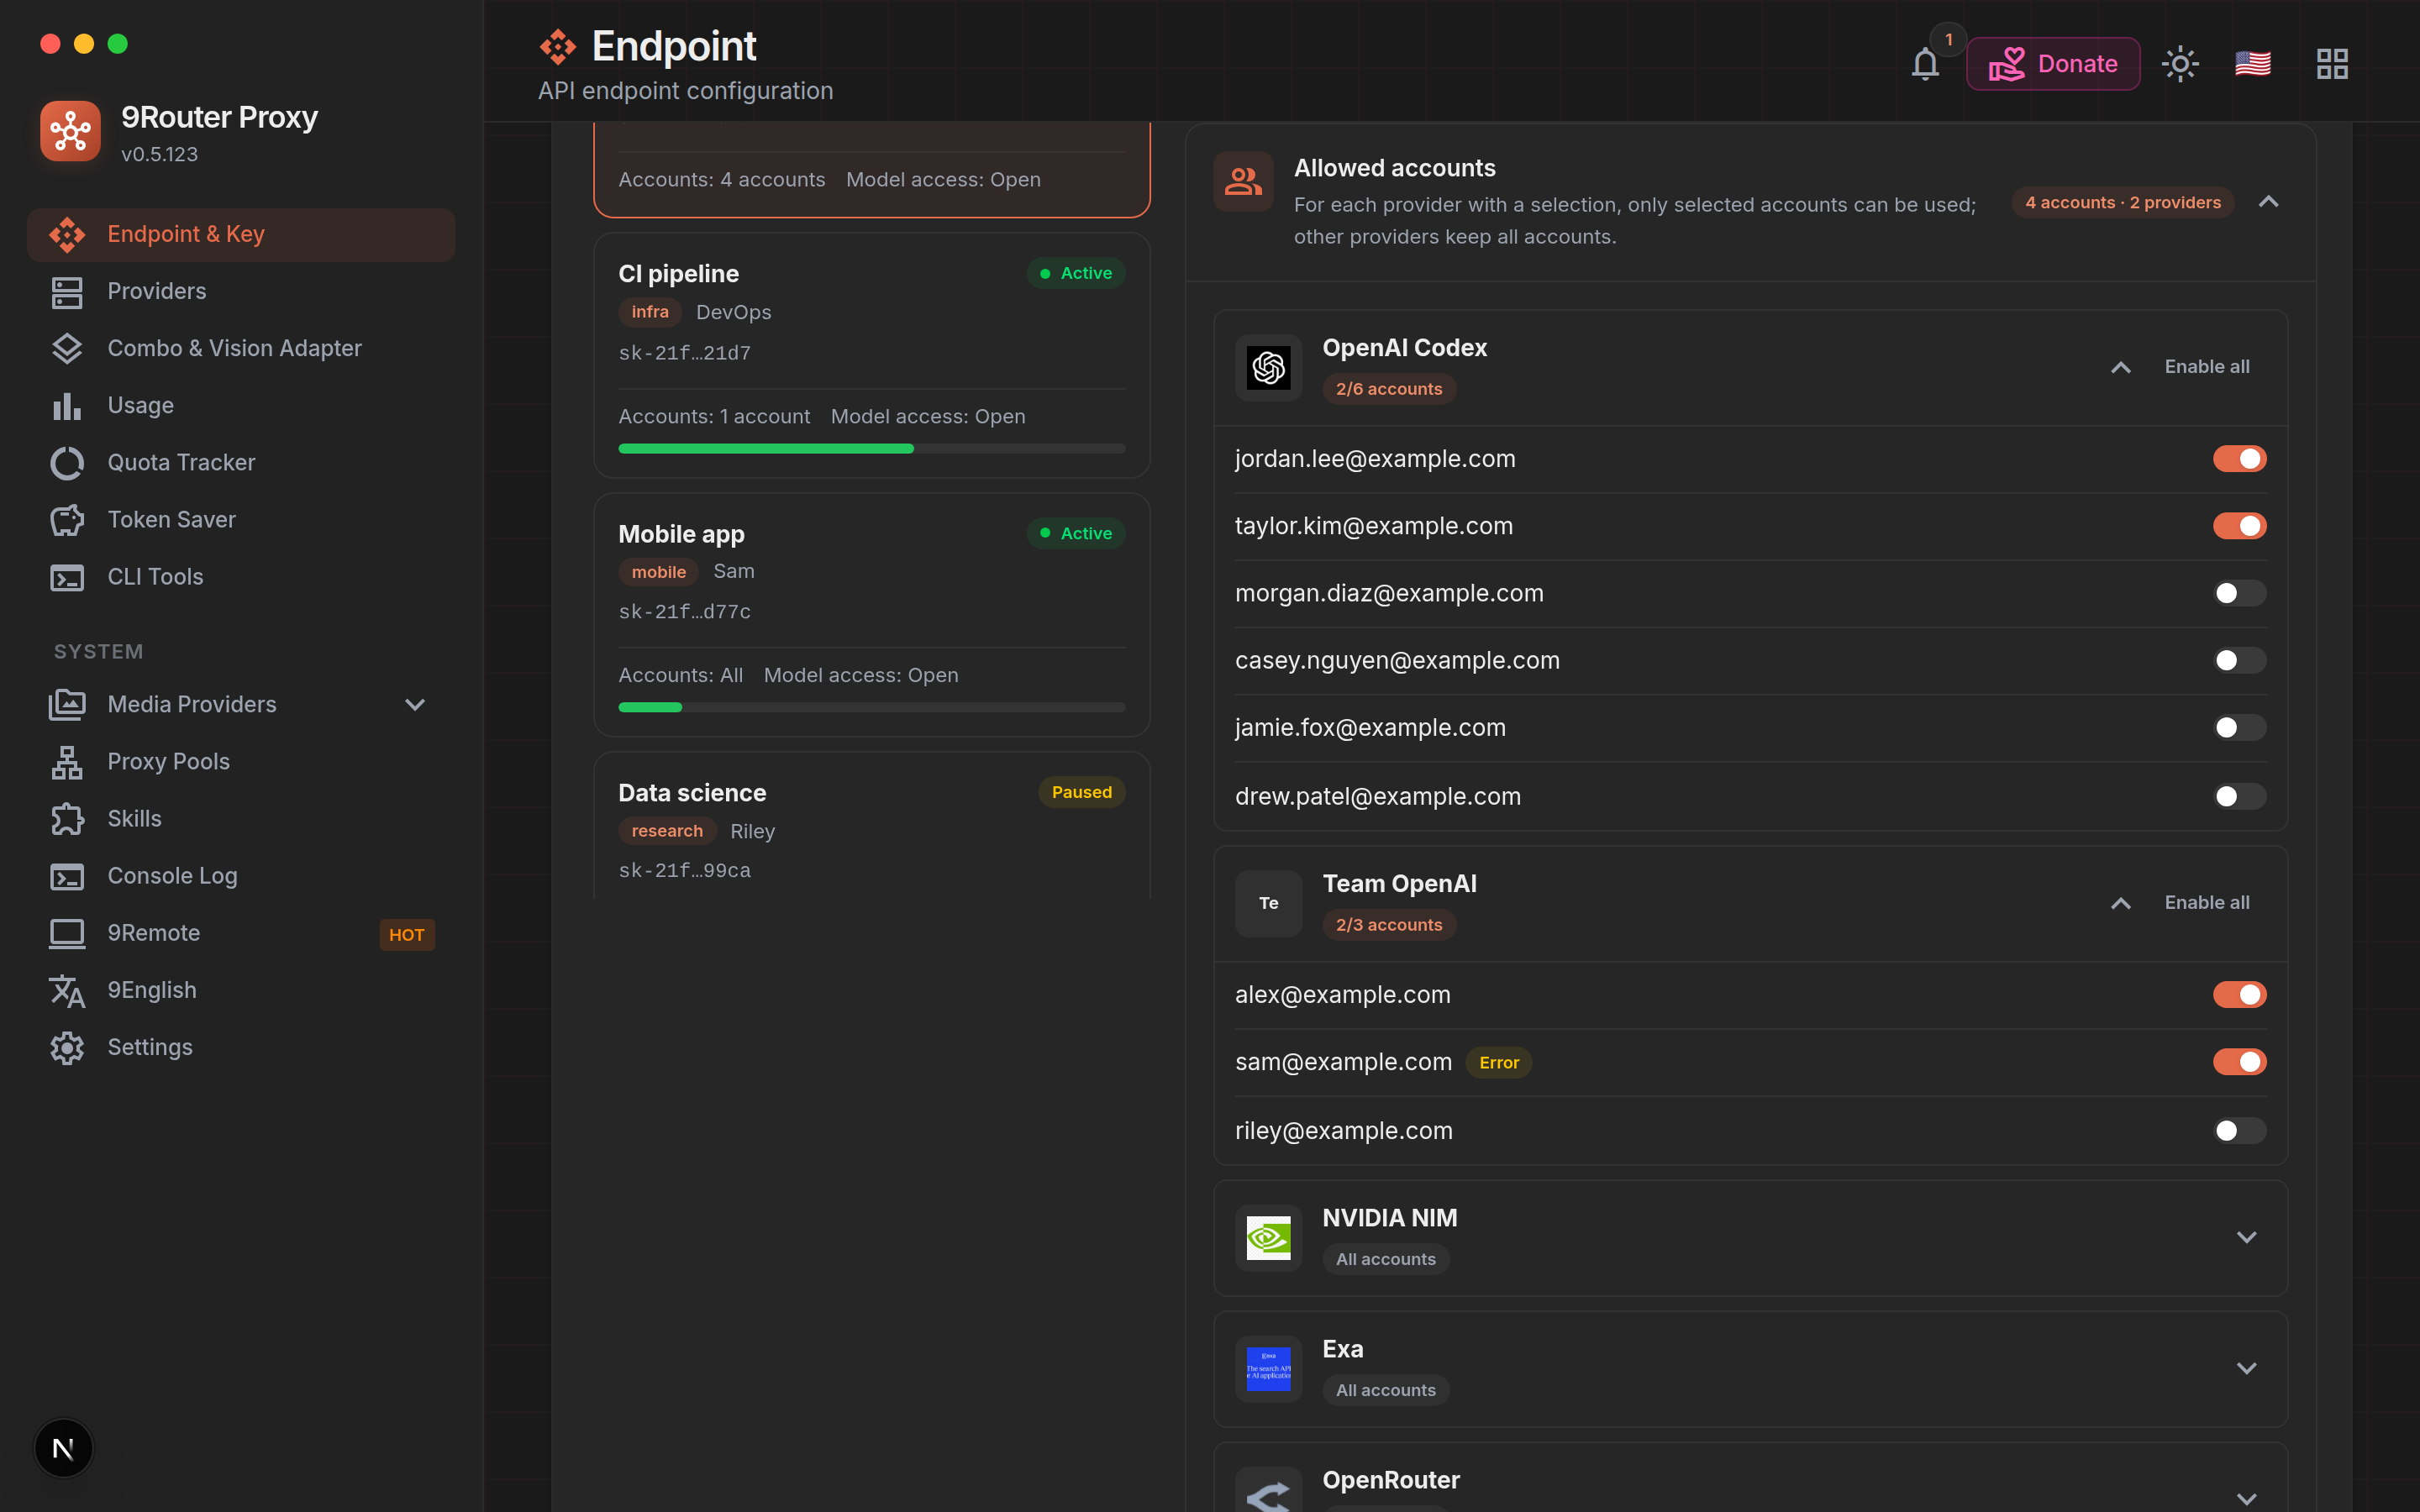 9Router Proxy
v0.5.123
Endpoint & Key
Providers
Combo & Vision Adapter
Usage
Quota Tracker
Token Saver
CLI Tools
SYSTEM
Media Providers
Proxy Pools
Skills
Console Log
9Remote
HOT
9English
Settings
N
Endpoint
API endpoint configuration
1
Donate
Accounts: 4 accounts Model access: Open
CI pipeline
Active
infra DevOps
sk-21f…21d7
Accounts: 1 account Model access: Open
Mobile app
Active
mobile Sam
sk-21f…d77c
Accounts: All Model access: Open
Data science
Paused
research Riley
sk-21f…99ca
Allowed accounts
For each provider with a selection, only selected accounts can be used;
other providers keep all accounts.
4 accounts · 2 providers
OpenAI Codex
2/6 accounts
Enable all
jordan.lee@example.com
taylor.kim@example.com
morgan.diaz@example.com
casey.nguyen@example.com
jamie.fox@example.com
drew.patel@example.com
Te
Team OpenAI
2/3 accounts
Enable all
alex@example.com
sam@example.com Error
riley@example.com
NVIDIA NIM
All accounts
Exa
All accounts
The search API
AI
OpenRouter